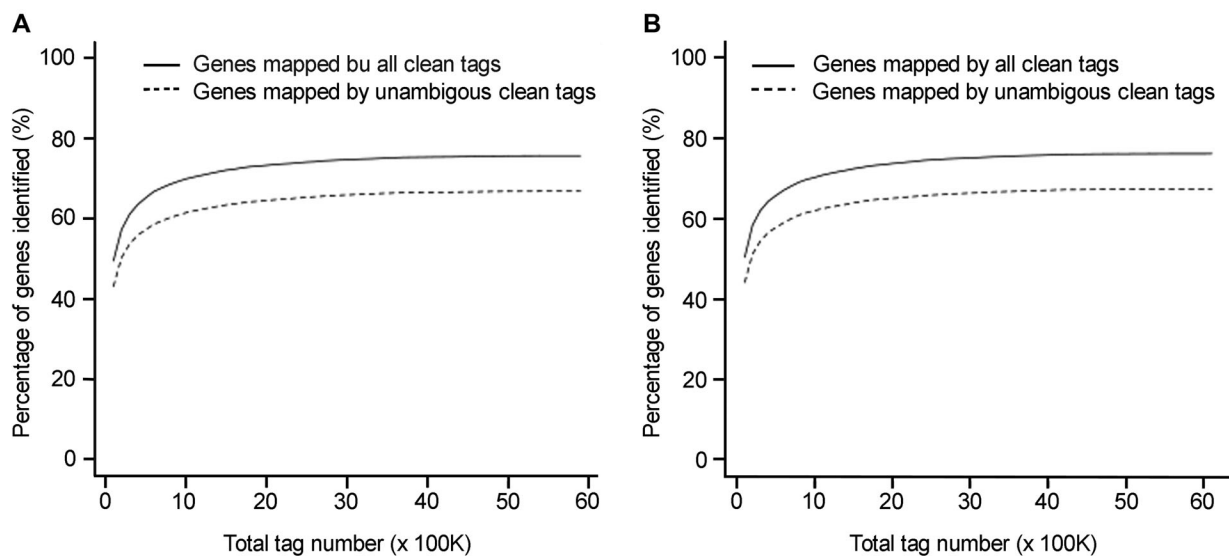 A
Genes mapped bu all clean tags
Genes mapped by unambigous clean tags
Percentage of genes identified (%)
100
80
60
40
20
0
0 10 20 30 40 50 60
Total tag number (x 100K)
B
Genes mapped by all clean tags
Genes mapped by unambigous clean tags
Percentage of genes identified (%)
100
80
60
40
20
0
0 10 20 30 40 50 60
Total tag number (x 100K)